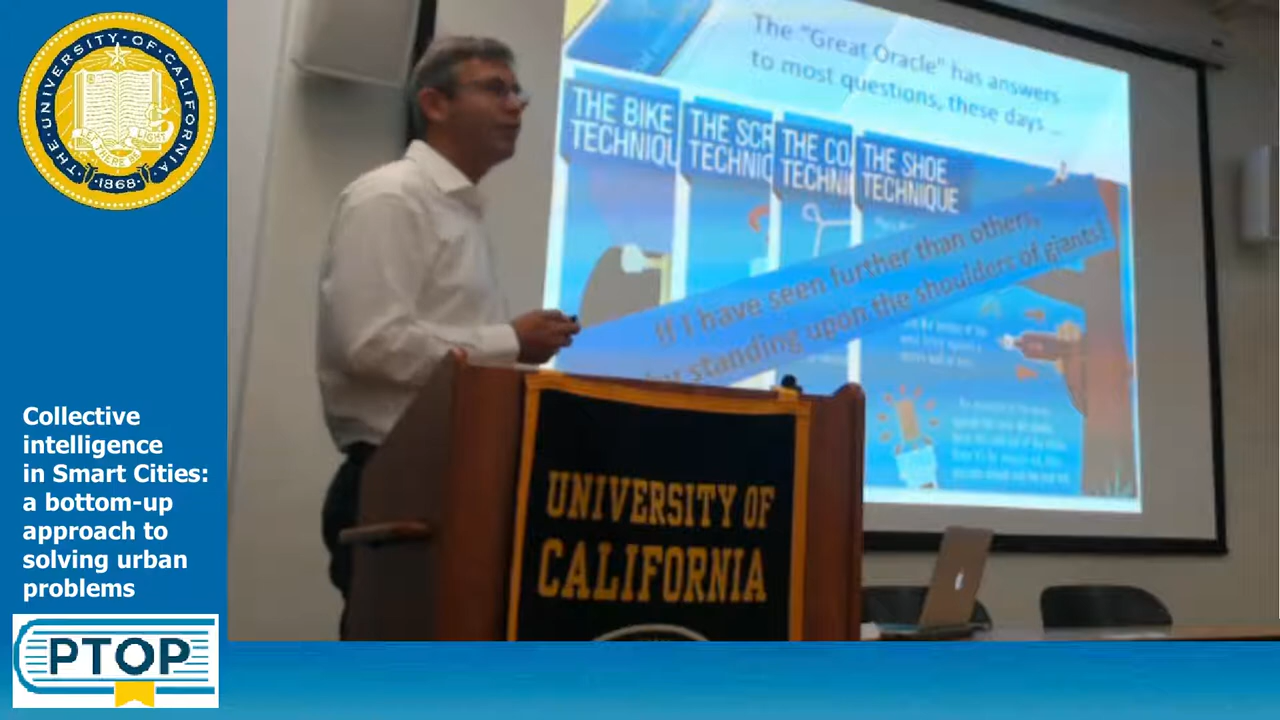 THE UNIVERSITY OF CALIFORNIA
LET THERE BE LIGHT
1868
Collective
intelligence
in Smart Cities:
a bottom-up
approach to
solving urban
problems
PTOP
The "Great Oracle" has answers
to most questions, these days ...
THE BIKE
TECHNIQU
THE SCR
TECHNIC
THE CO
TECHNI
THE SHOE
TECHNIQUE
If I have seen further than others,
standing upon the shoulders of giants!
UNIVERSITY OF
CALIFORNIA